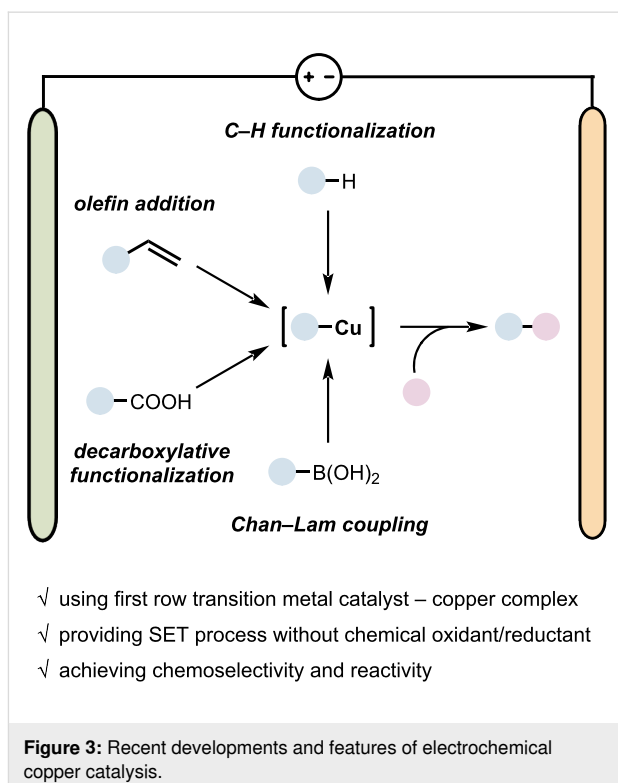 + −
C–H functionalization
H
olefin addition
Cu
COOH
decarboxylative
functionalization
B(OH)2
Chan–Lam coupling
√ using first row transition metal catalyst – copper complex
√ providing SET process without chemical oxidant/reductant
√ achieving chemoselectivity and reactivity
Figure 3: Recent developments and features of electrochemical
copper catalysis.